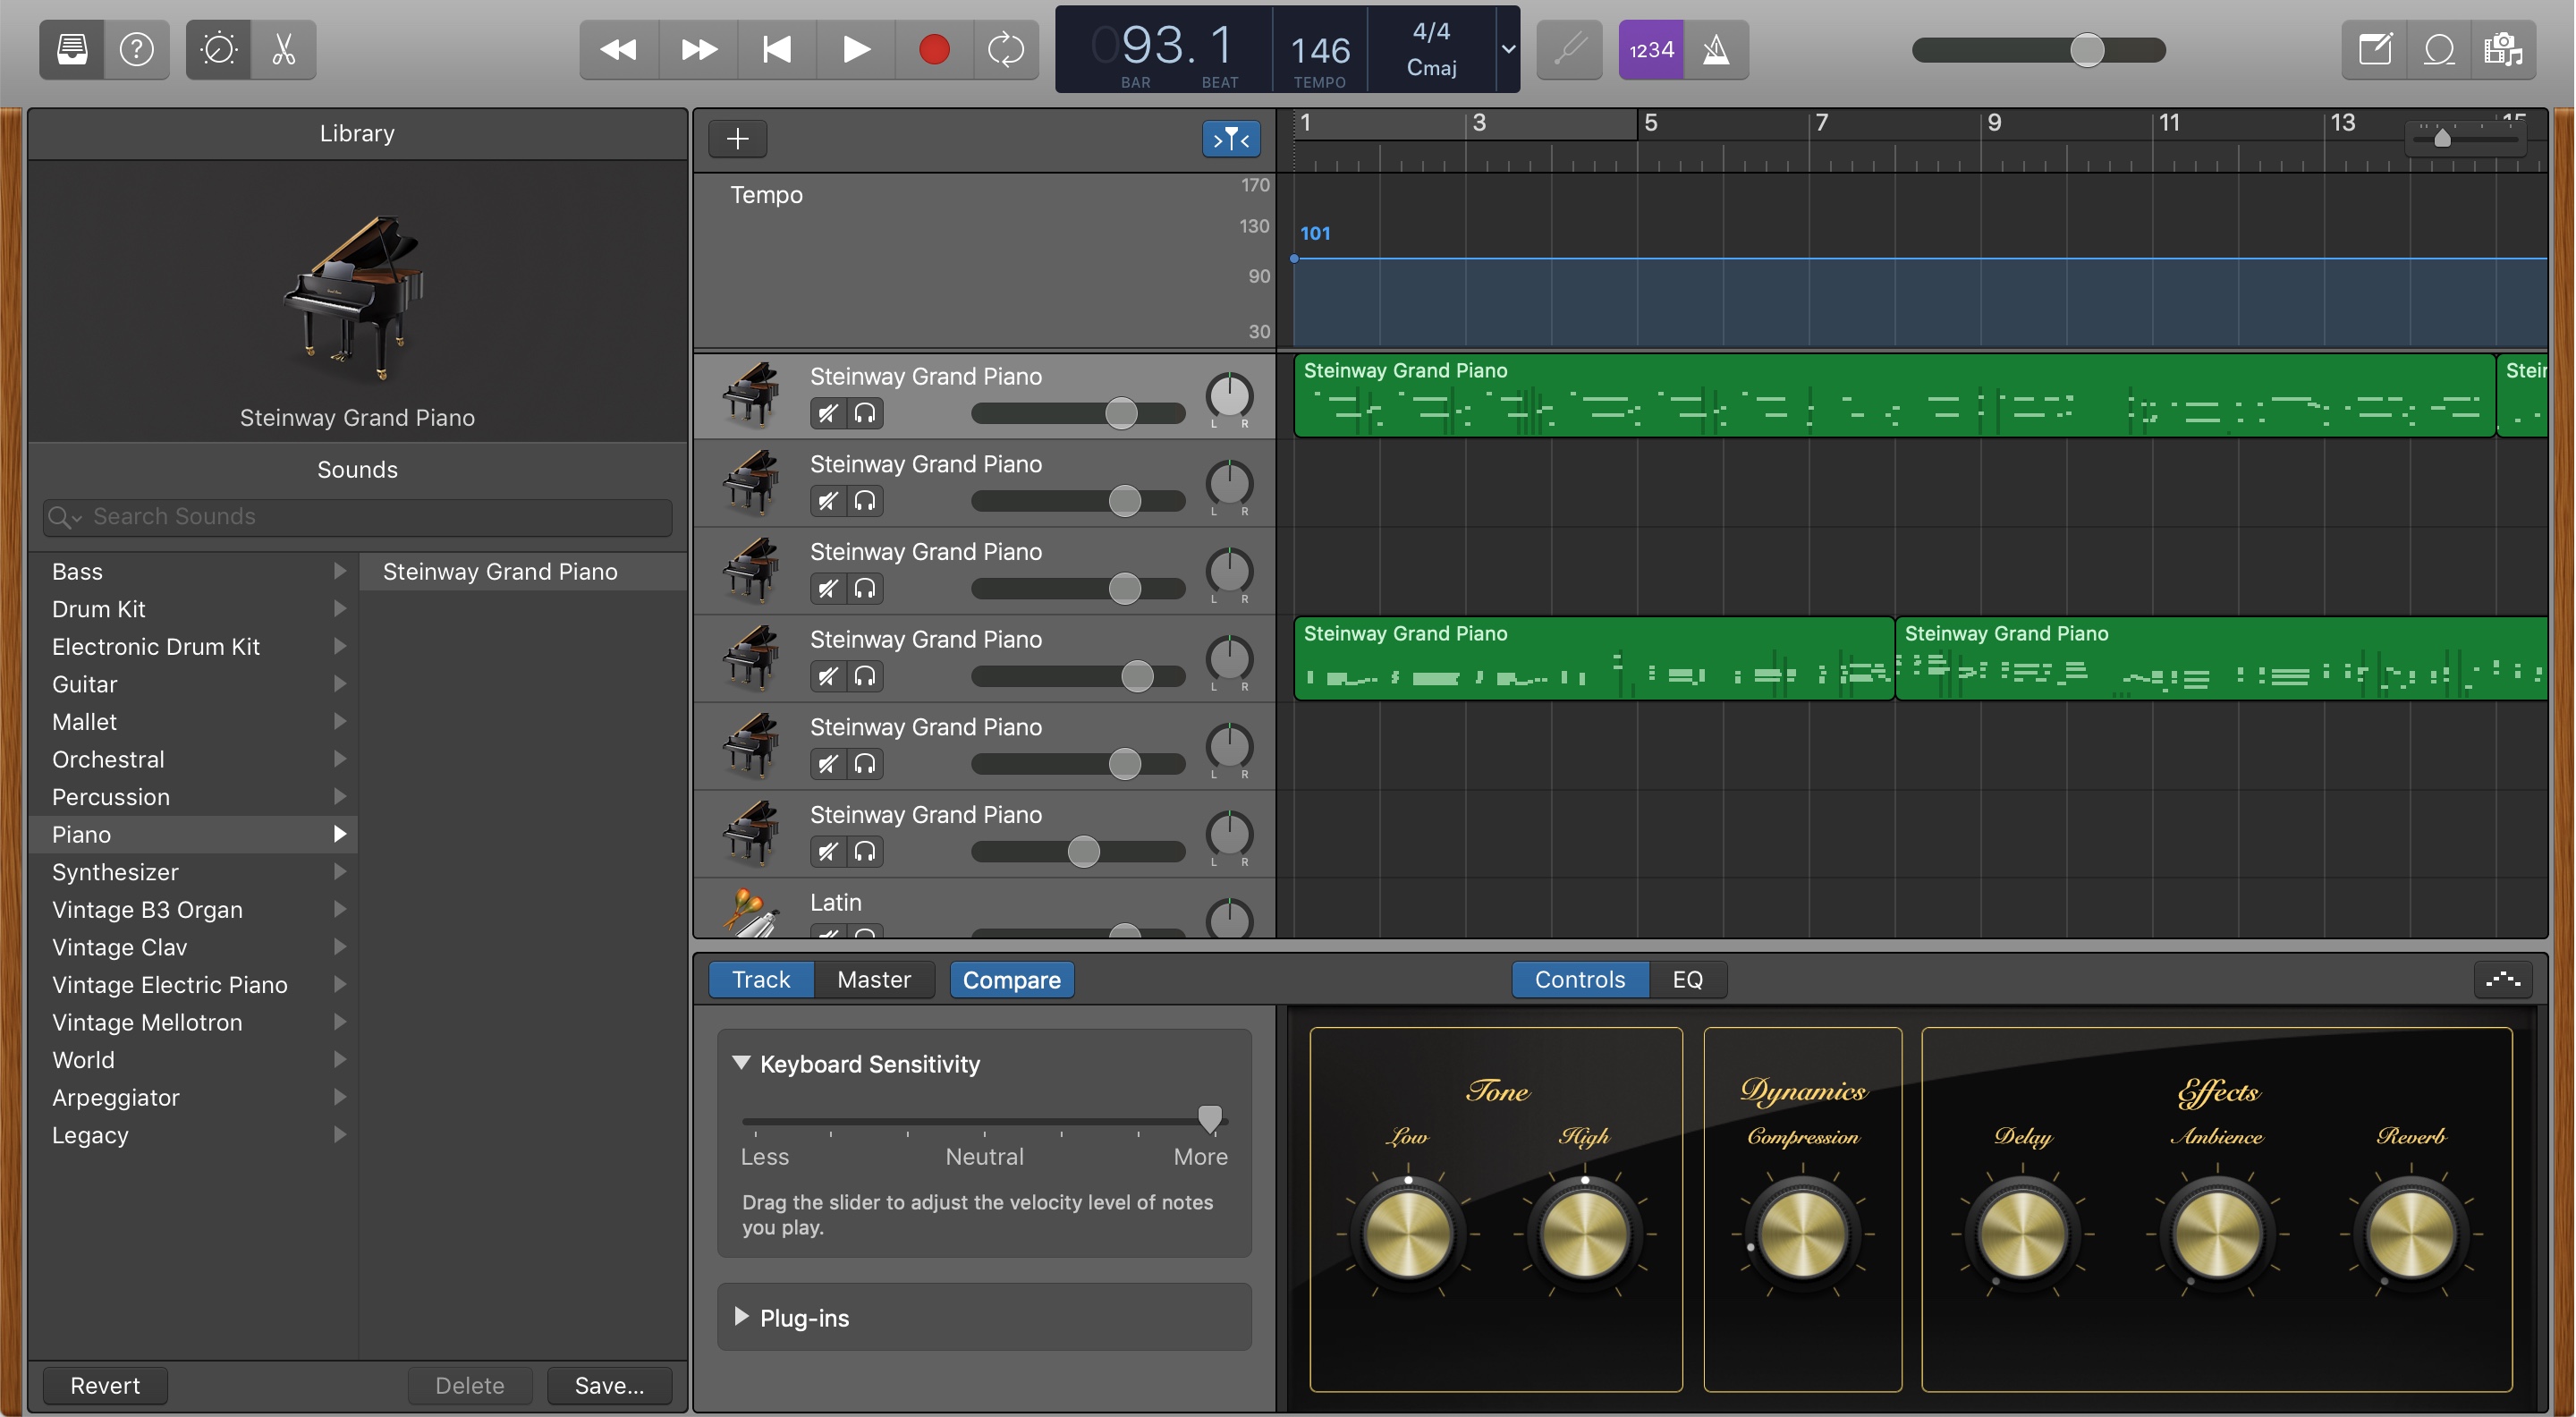 093. 1
BAR BEAT
146
TEMPO
4/4
Cmaj
1234
Library
Steinway Grand Piano
Sounds
Search Sounds
Bass
Drum Kit
Electronic Drum Kit
Guitar
Mallet
Orchestral
Percussion
Piano
Synthesizer
Vintage B3 Organ
Vintage Clav
Vintage Electric Piano
Vintage Mellotron
World
Arpeggiator
Legacy
Steinway Grand Piano
Revert Delete Save...
1 3 5 7 9 11 13 15
Tempo
170
130
90
30
101
Steinway Grand Piano
L R
Steinway Grand Piano
Stein
Steinway Grand Piano
L R
Steinway Grand Piano
L R
Steinway Grand Piano
L R
Steinway Grand Piano
Steinway Grand Piano
Steinway Grand Piano
L R
Steinway Grand Piano
L R
Latin
Track Master Compare
Controls EQ
Keyboard Sensitivity
Less Neutral More
Drag the slider to adjust the velocity level of notes
you play.
Plug-ins
Tone
Low High
Dynamics
Compression
Effects
Delay Ambience Reverb